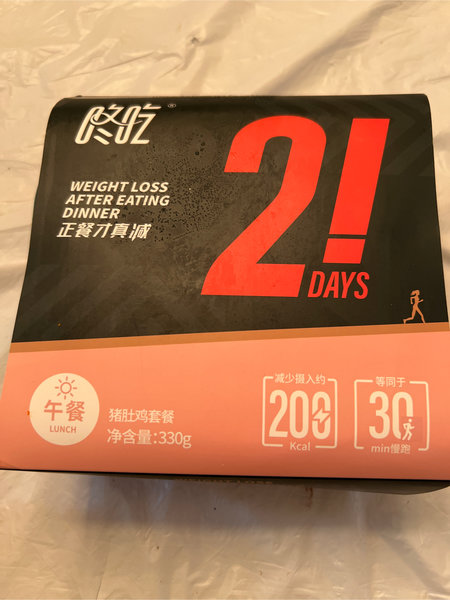 咚吃®
2!
DAYS
WEIGHT LOSS
AFTER EATING
DINNER
正餐才真减
午餐
LUNCH
猪肚鸡套餐
净含量:330g
减少摄入约
200
Kcal
等同于
30
min慢跑